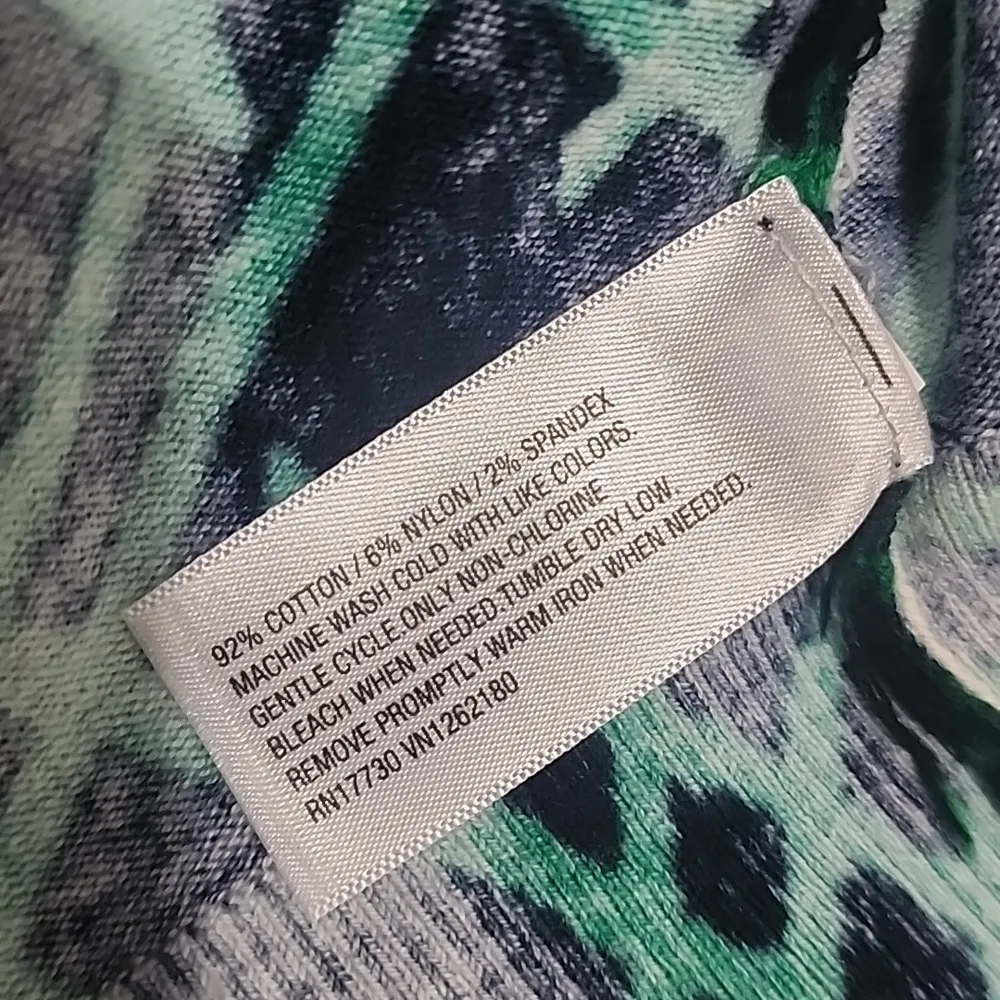 92% COTTON / 6% NYLON / 2% SPANDEX
MACHINE WASH COLD WITH LIKE COLORS.
GENTLE CYCLE.ONLY NON-CHLORINE
BLEACH WHEN NEEDED.TUMBLE DRY LOW.
REMOVE PROMPTLY.WARM IRON WHEN NEEDED.
RN17730 VN1262180